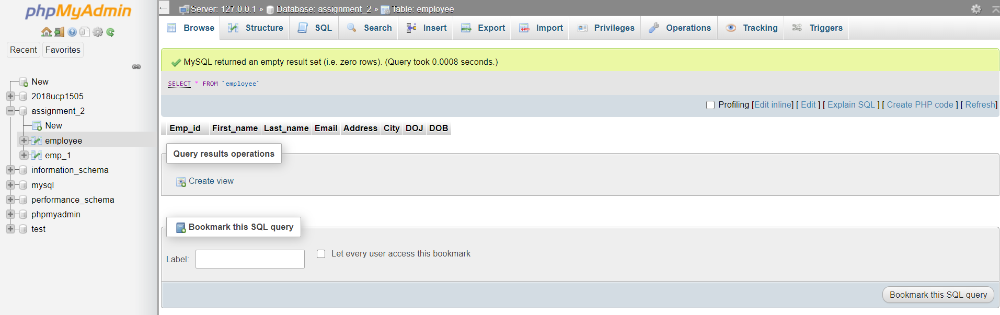 phpMyAdmin
Recent Favorites
New
2018ucp1505
assignment_2
New
employee
emp_1
information_schema
mysql
performance_schema
phpmyadmin
test
Server: 127.0.0.1 » Database: assignment_2 » Table: employee
Browse Structure SQL Search Insert Export Import Privileges Operations Tracking Triggers
MySQL returned an empty result set (i.e. zero rows). (Query took 0.0008 seconds.)
SELECT * FROM `employee`
Profiling [Edit inline] [ Edit ] [ Explain SQL ] [ Create PHP code ] [ Refresh]
Emp_id First_name Last_name Email Address City DOJ DOB
Query results operations
Create view
Bookmark this SQL query
Label: Let every user access this bookmark
Bookmark this SQL query